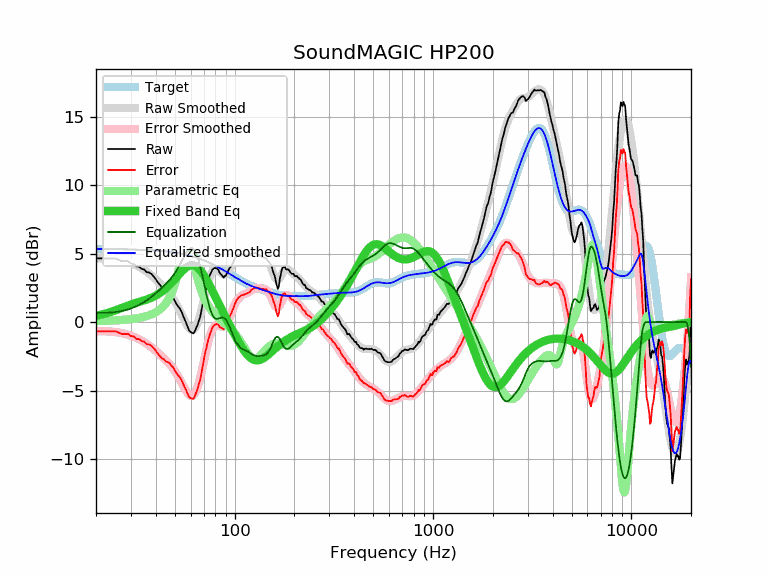 SoundMAGIC HP200
Target
Raw Smoothed
Error Smoothed
Raw
Error
Parametric Eq
Fixed Band Eq
Equalization
Equalized smoothed
15
10
5
0
−5
−10
Amplitude (dBr)
100 1000 10000
Frequency (Hz)